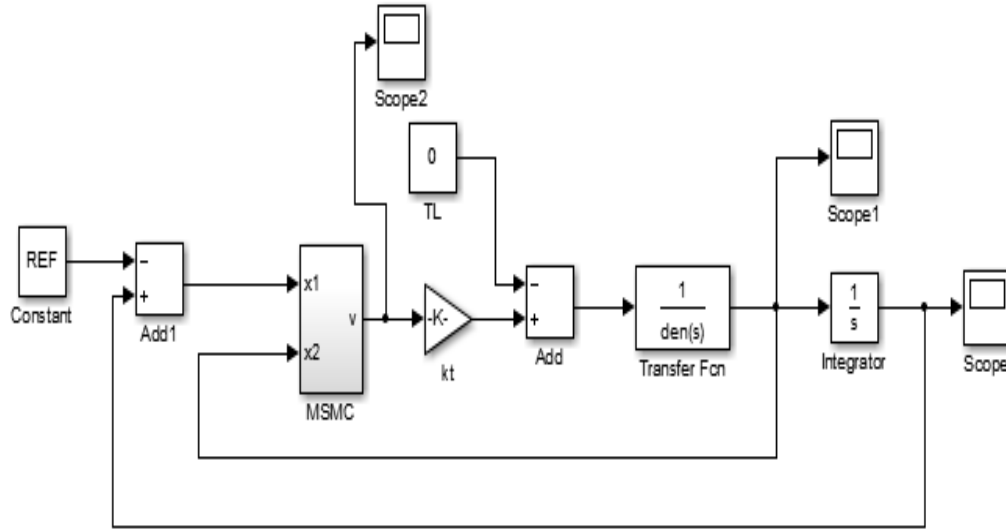 Scope2
0
TL
Scope1
REF
Constant
−
+
Add1
x1
x2
v
MSMC
-K-
kt
−
+
Add
1
den(s)
Transfer Fcn
1
s
Integrator
Scope